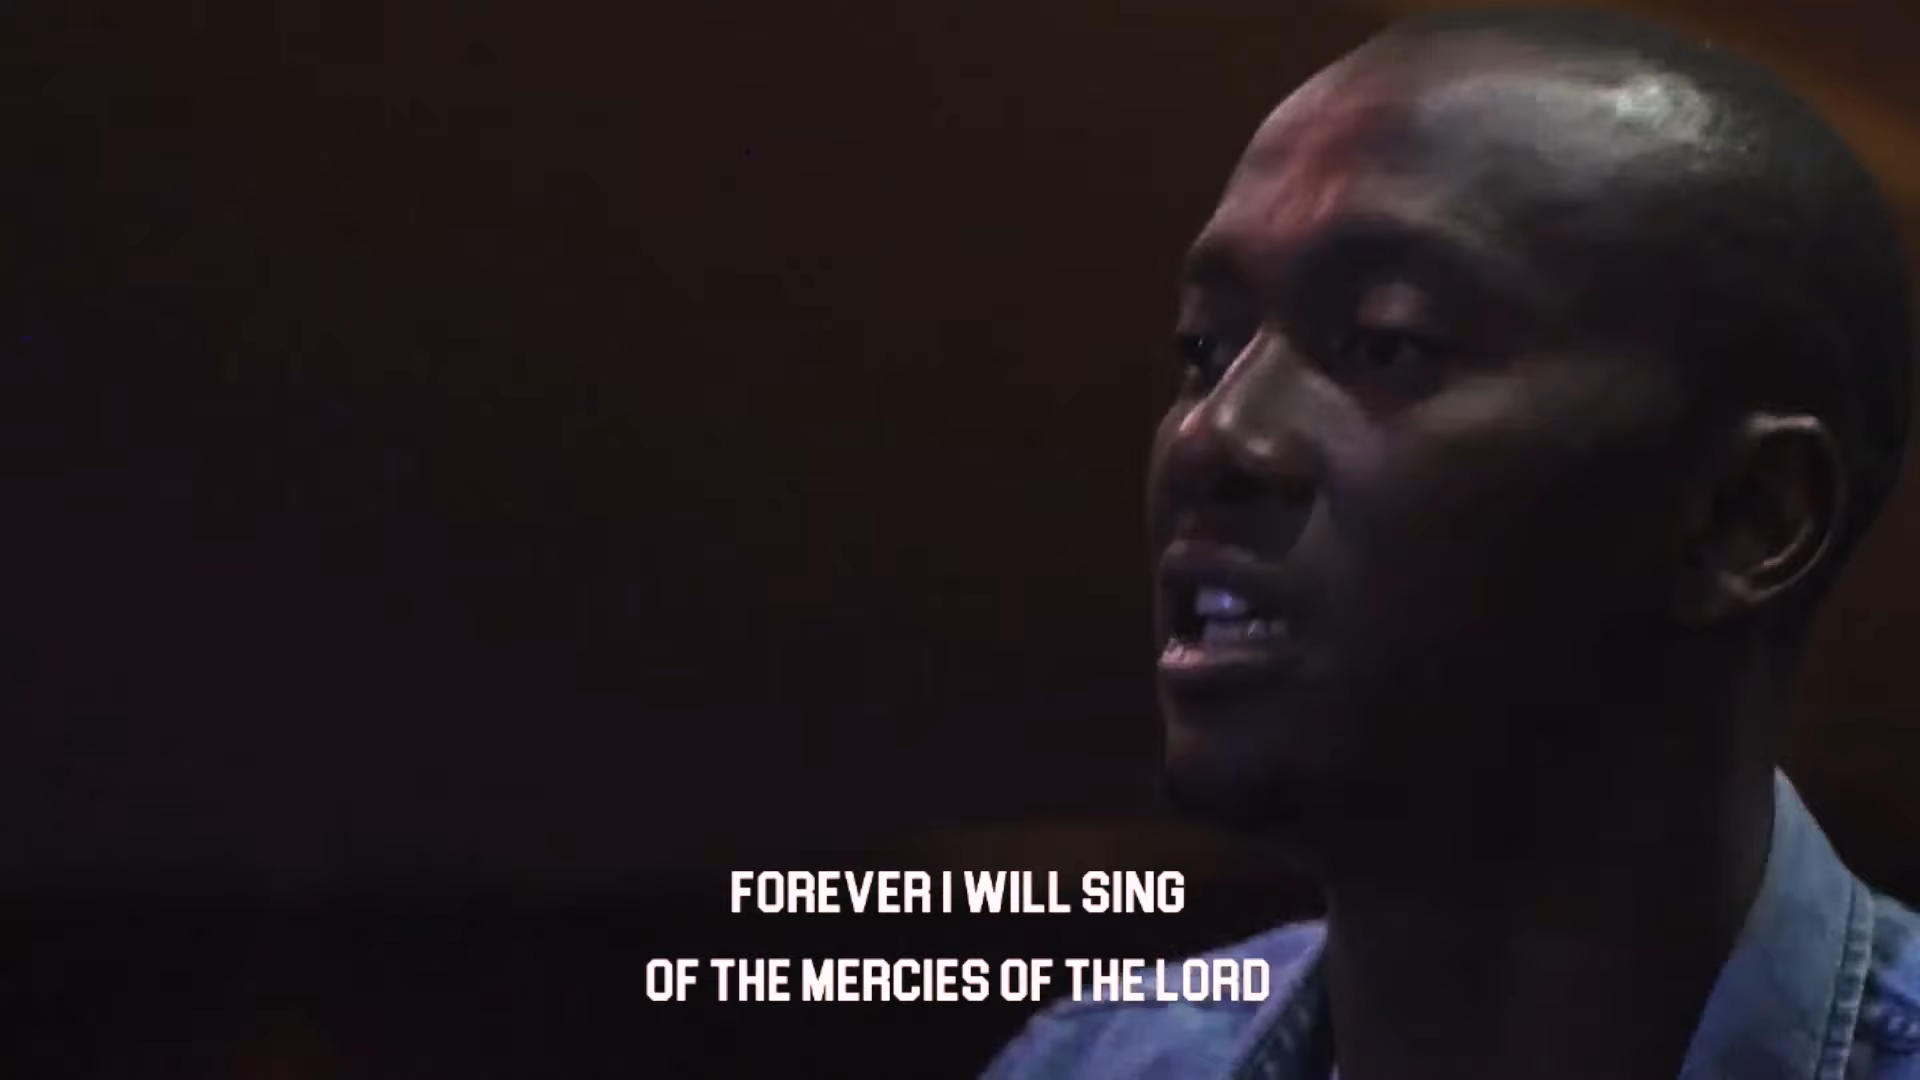 FOREVER I WILL SING
OF THE MERCIES OF THE LORD